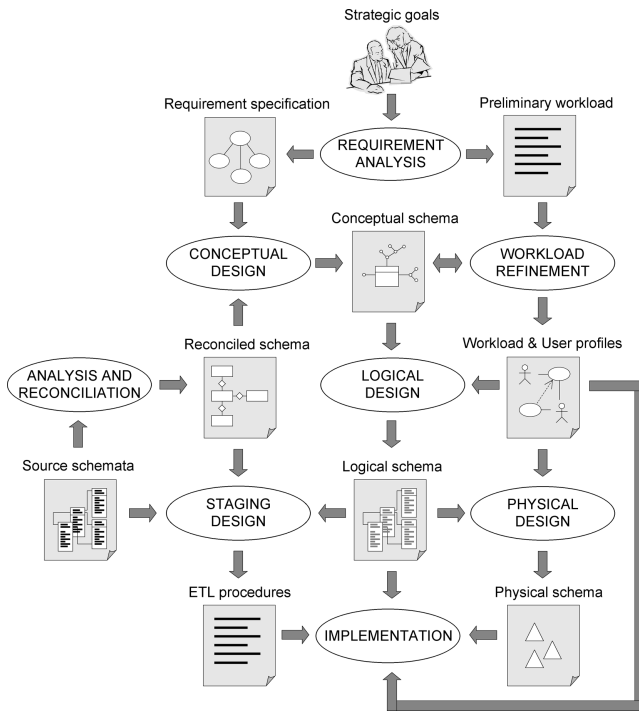 Strategic goals
Requirement specification
Preliminary workload
REQUIREMENT
ANALYSIS
Conceptual schema
CONCEPTUAL
DESIGN
WORKLOAD
REFINEMENT
Reconciled schema
Workload & User profiles
ANALYSIS AND
RECONCILIATION
LOGICAL
DESIGN
Source schemata
Logical schema
STAGING
DESIGN
PHYSICAL
DESIGN
ETL procedures
Physical schema
IMPLEMENTATION